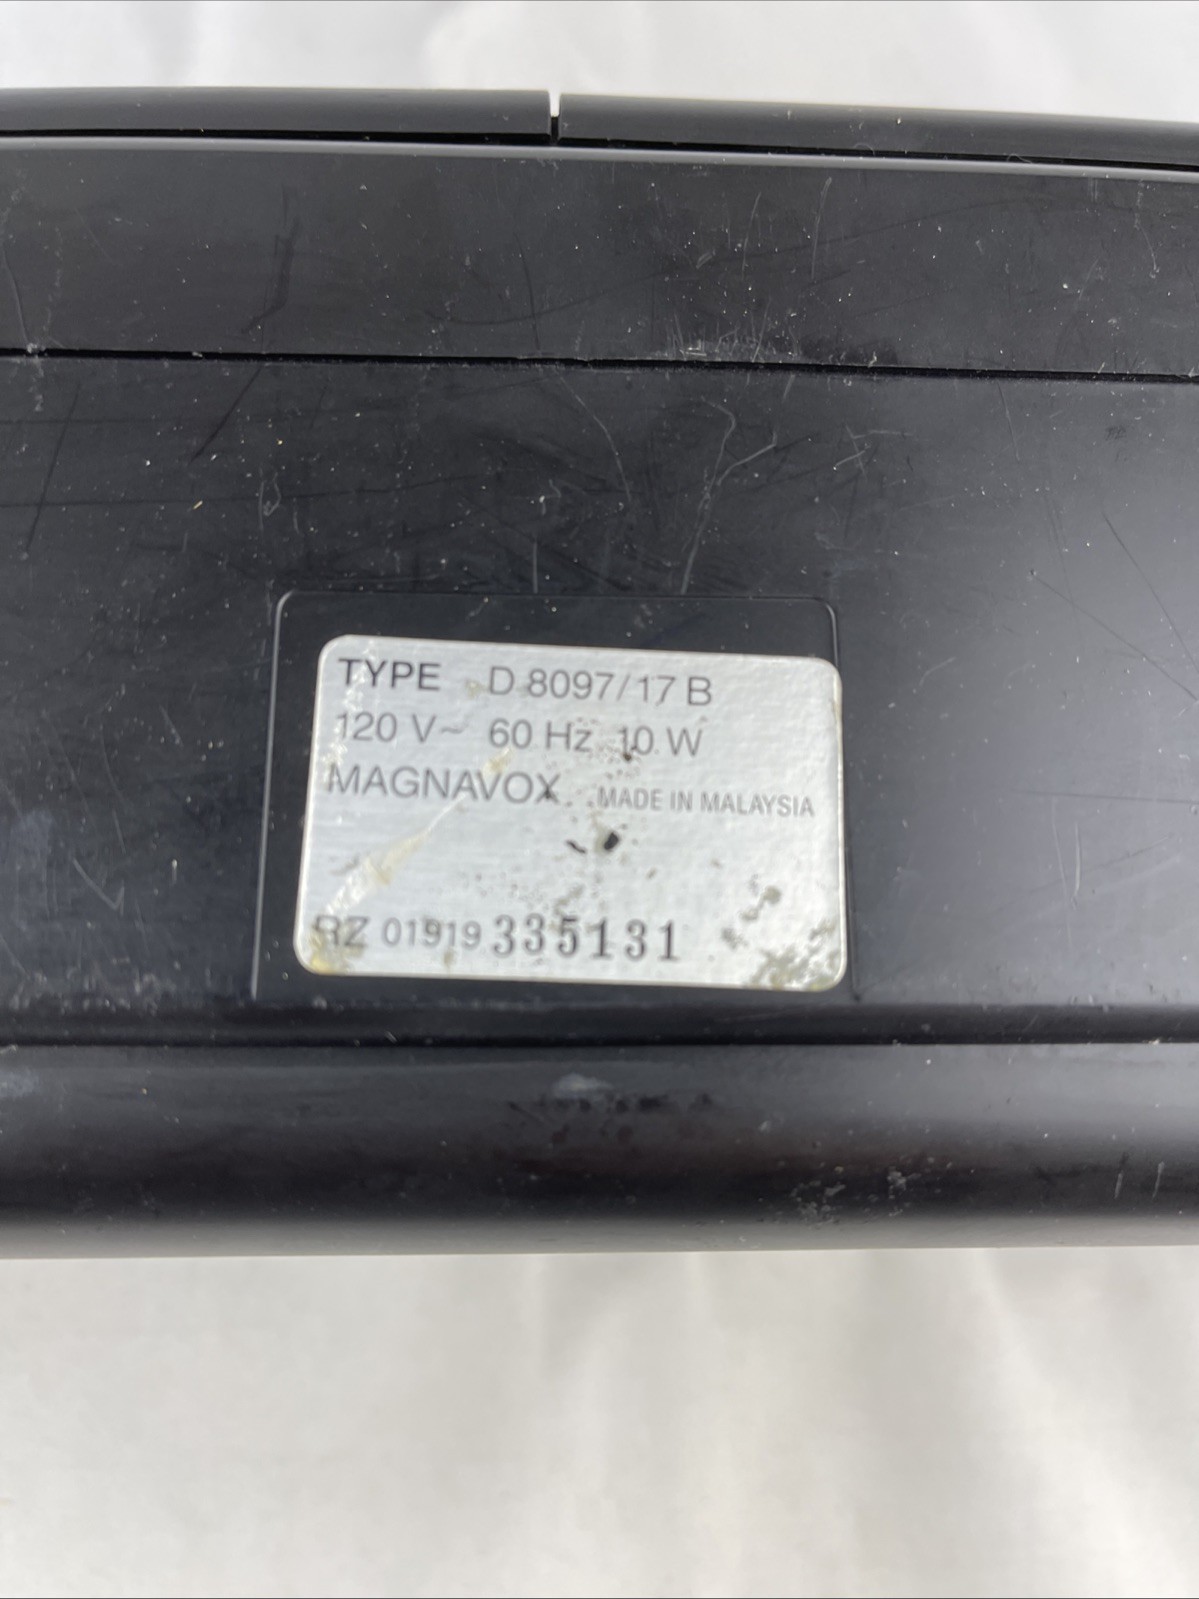 TYPE D 8097/17 B
120 V~ 60 Hz 10 W
MAGNAVOX MADE IN MALAYSIA
RZ 01919 335131